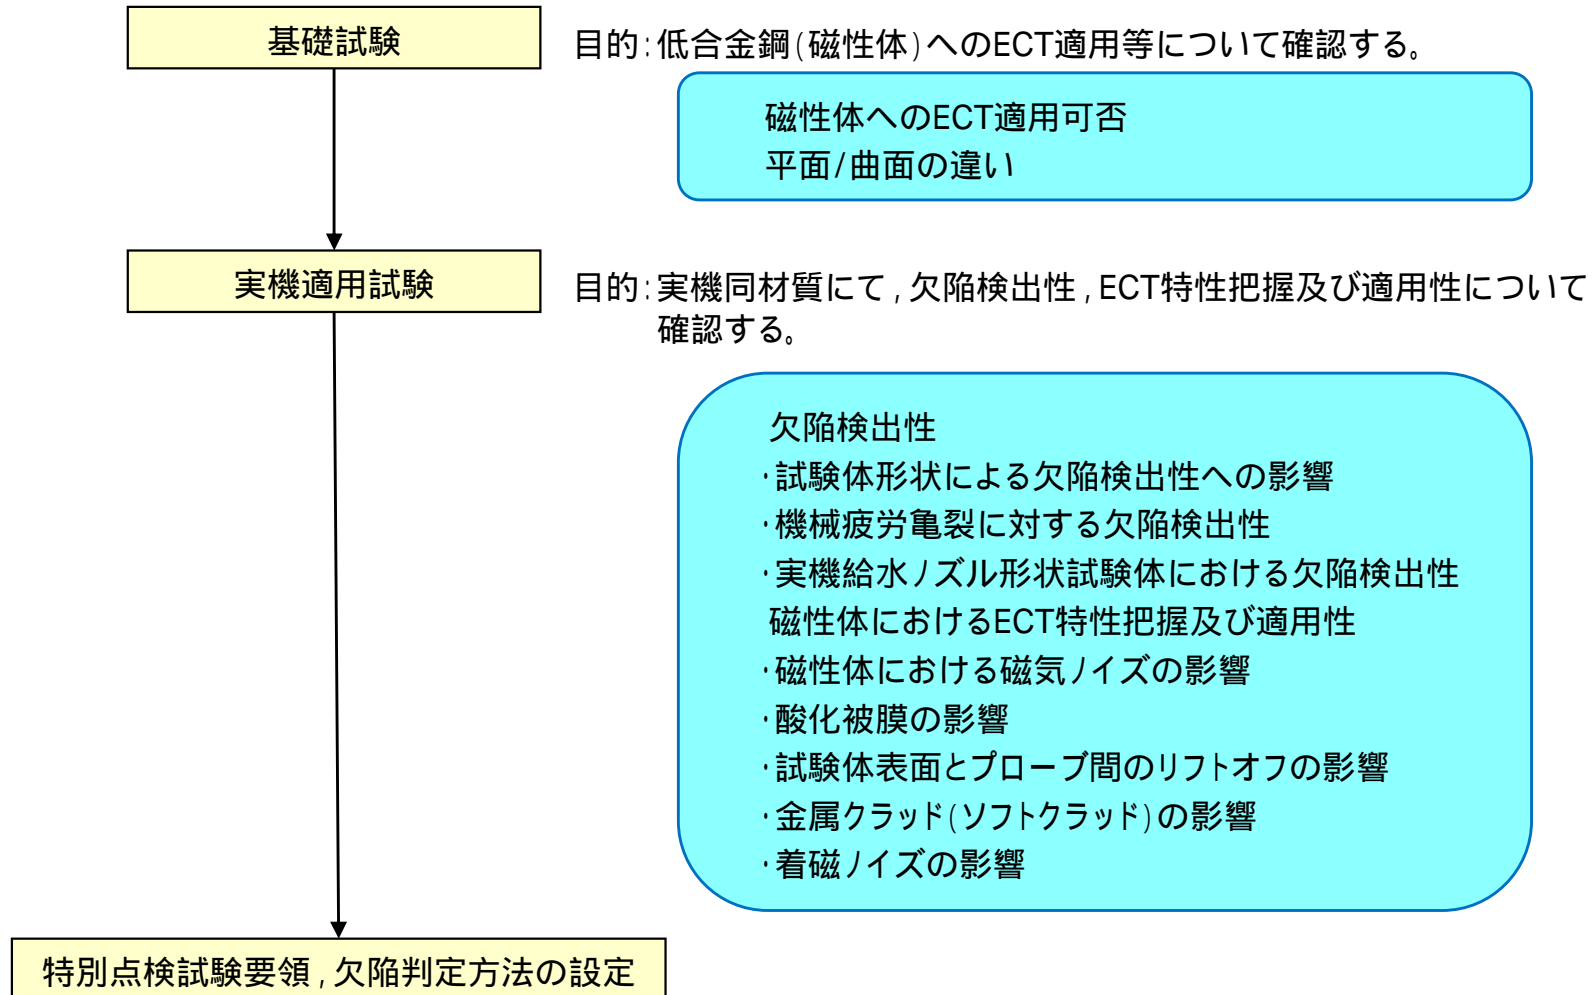 基礎試験
目的:低合金鋼(磁性体)へのECT適用等について確認する。
磁性体へのECT適用可否
平面/曲面の違い
実機適用試験
目的:実機同材質にて,欠陥検出性,ECT特性把握及び適用性について
確認する。
欠陥検出性
・試験体形状による欠陥検出性への影響
・機械疲労亀裂に対する欠陥検出性
・実機給水ノズル形状試験体における欠陥検出性
磁性体におけるECT特性把握及び適用性
・磁性体における磁気ノイズの影響
・酸化被膜の影響
・試験体表面とプローブ間のリフトオフの影響
・金属クラッド(ソフトクラッド)の影響
・着磁ノイズの影響
特別点検試験要領,欠陥判定方法の設定